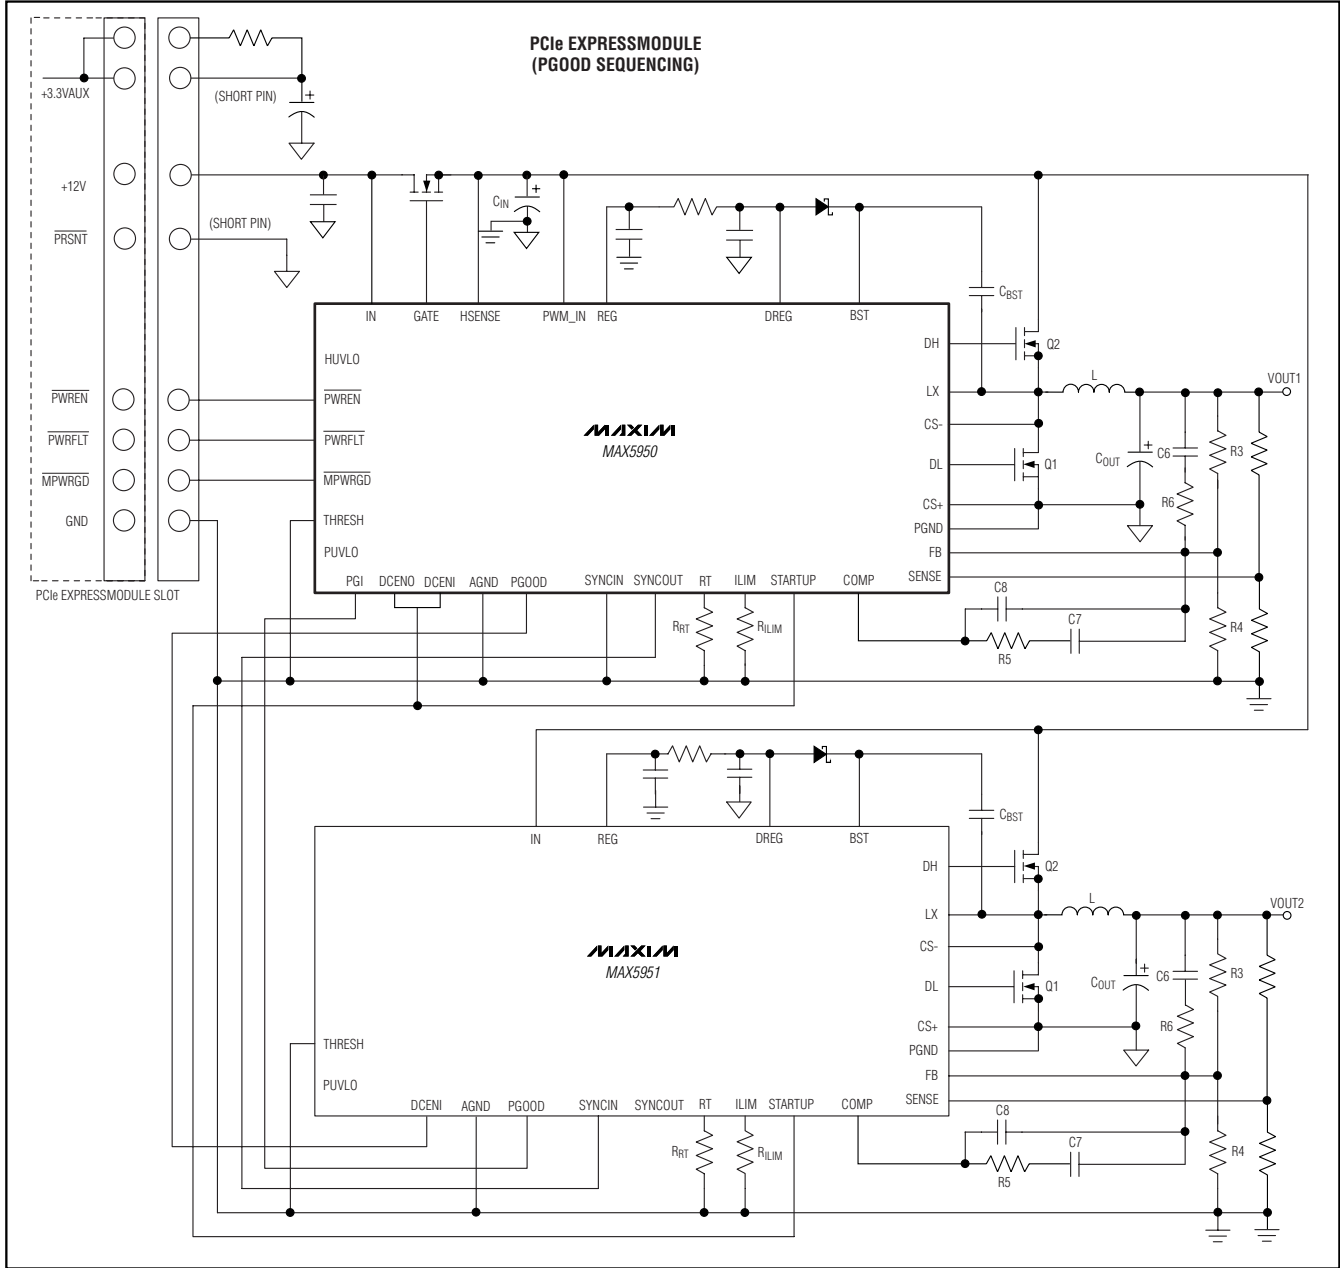 PCIe EXPRESSMODULE
(PGOOD SEQUENCING)
+3.3VAUX
(SHORT PIN)
+12V
(SHORT PIN)
PRSNT
PWREN
PWRFLT
MPWRGD
GND
PCIe EXPRESSMODULE SLOT
CIN
+
+
CBST
IN GATE HSENSE PWM_IN REG DREG BST
HUVLO
PWREN
PWRFLT
MPWRGD
THRESH
PUVLO
MAXIM
MAX5950
DH
LX
CS-
DL
CS+
PGND
FB
SENSE
PGI DCENO DCENI AGND PGOOD SYNCIN SYNCOUT RT ILIM STARTUP COMP
Q2
L
VOUT1
Q1
COUT
+
C6
R3
R6
C8
C7
R5
R4
RRT
RILIM
CBST
IN REG DREG BST
THRESH
PUVLO
MAXIM
MAX5951
DH
LX
CS-
DL
CS+
PGND
FB
SENSE
DCENI AGND PGOOD SYNCIN SYNCOUT RT ILIM STARTUP COMP
Q2
L
VOUT2
Q1
COUT
+
C6
R3
R6
C8
C7
R5
R4
RRT
RILIM